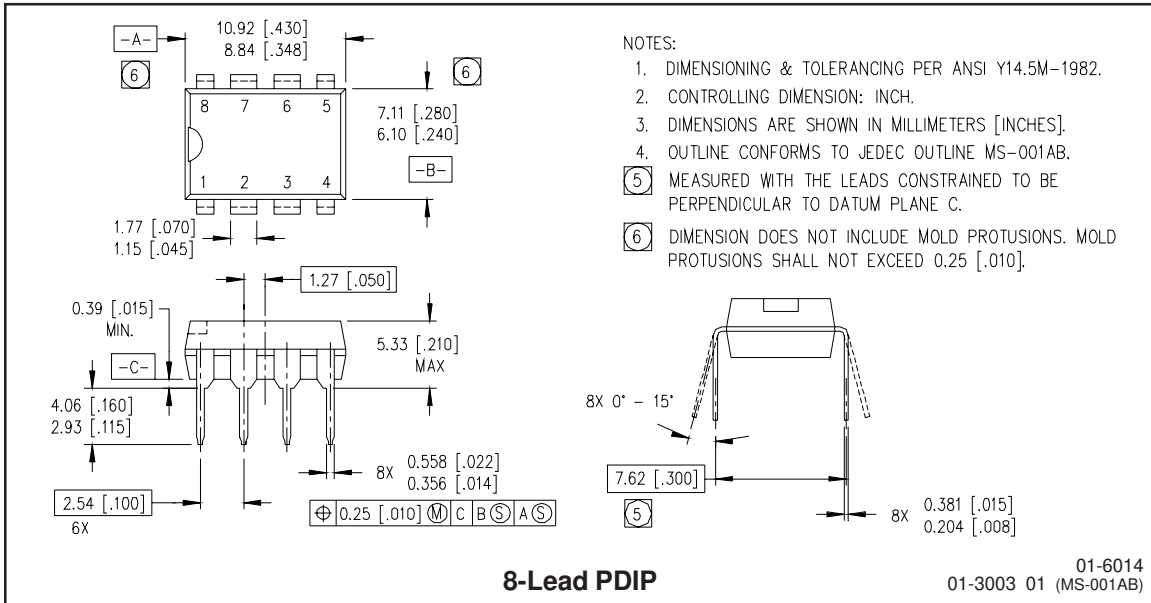 -A-
10.92 [.430]
8.84 [.348]
6
6
8 7 6 5
7.11 [.280]
6.10 [.240]
-B-
1 2 3 4
1.77 [.070]
1.15 [.045]
1.27 [.050]
0.39 [.015]
MIN.
5.33 [.210]
MAX
-C-
4.06 [.160]
2.93 [.115]
8X 0.558 [.022]
0.356 [.014]
2.54 [.100]
6X
⌖ 0.25 [.010] Ⓜ C B Ⓢ A Ⓢ
NOTES:
1. DIMENSIONING & TOLERANCING PER ANSI Y14.5M-1982.
2. CONTROLLING DIMENSION: INCH.
3. DIMENSIONS ARE SHOWN IN MILLIMETERS [INCHES].
4. OUTLINE CONFORMS TO JEDEC OUTLINE MS-001AB.
5 MEASURED WITH THE LEADS CONSTRAINED TO BE
PERPENDICULAR TO DATUM PLANE C.
6 DIMENSION DOES NOT INCLUDE MOLD PROTUSIONS. MOLD
PROTUSIONS SHALL NOT EXCEED 0.25 [.010].
8X 0° - 15°
7.62 [.300]
5
8X 0.381 [.015]
0.204 [.008]
8-Lead PDIP
01-6014
01-3003 01 (MS-001AB)